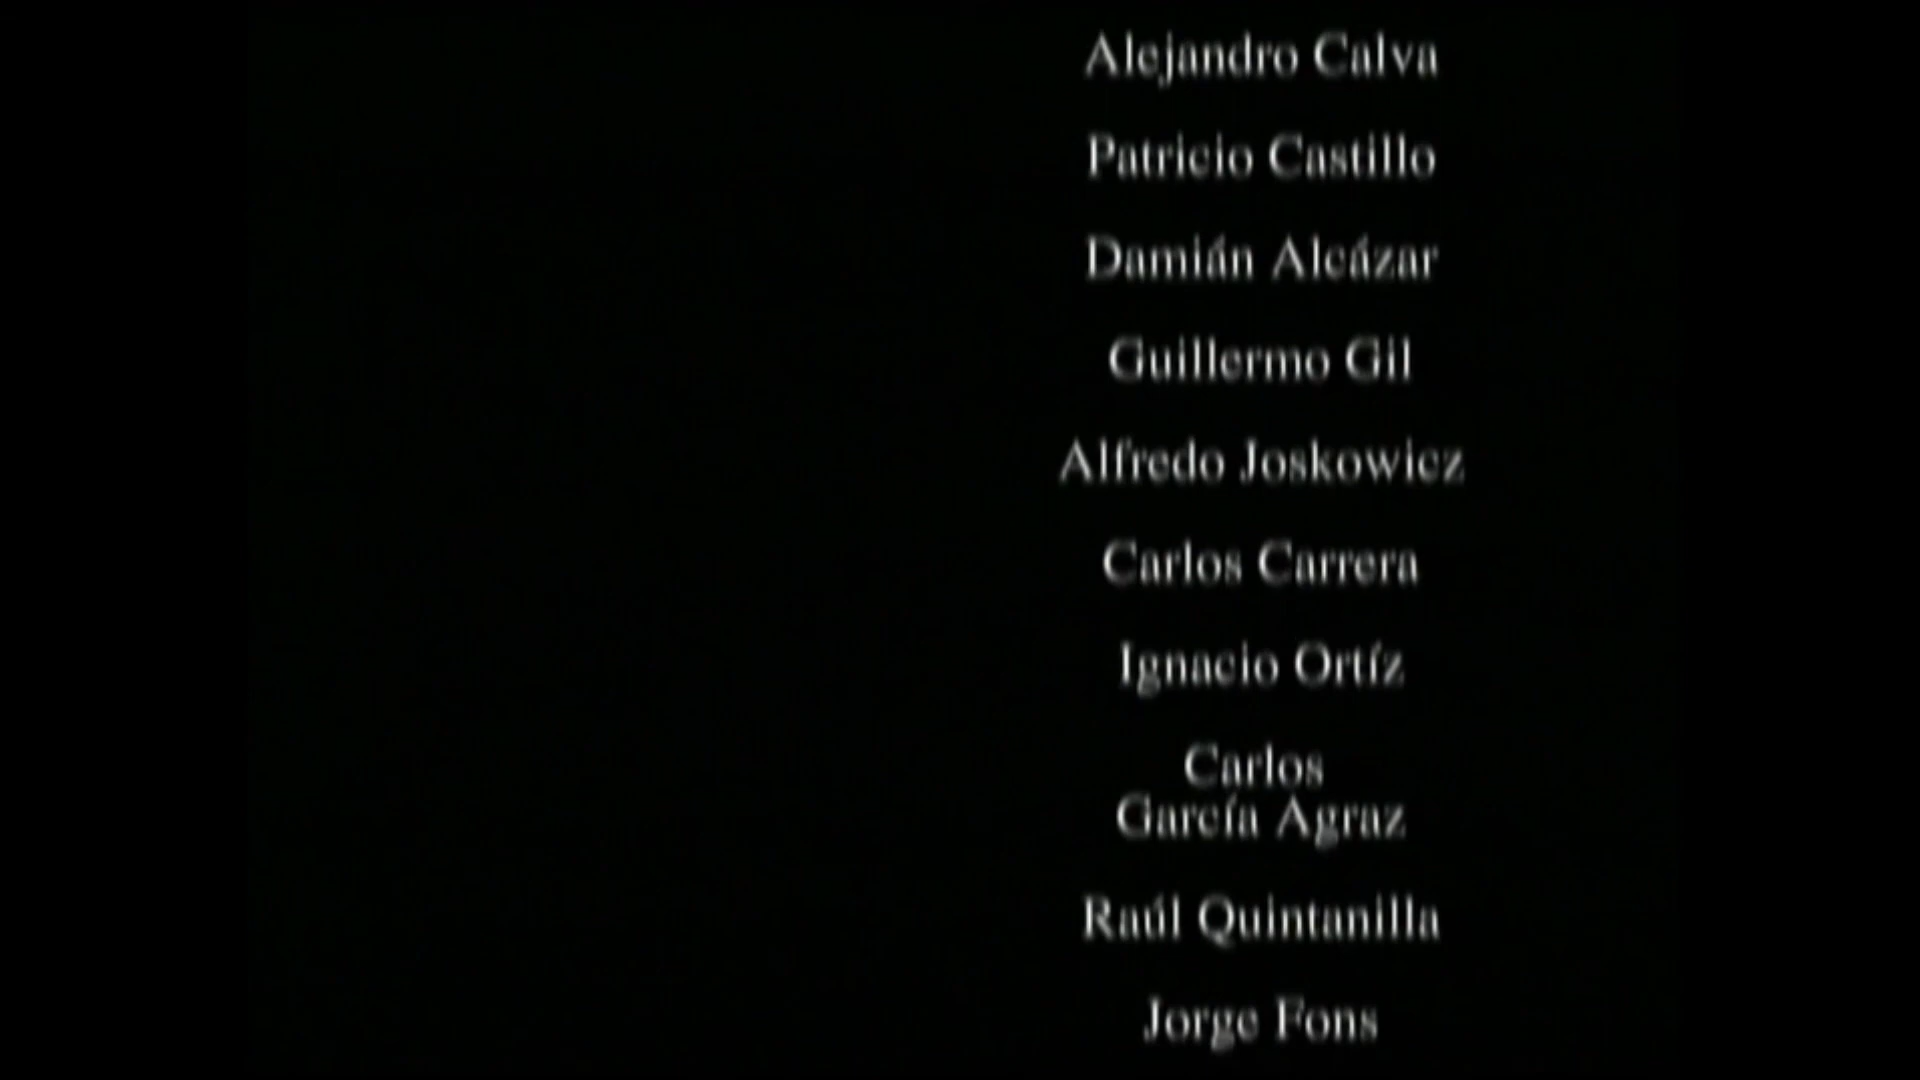 Alejandro Calva
Patricio Castillo
Damián Alcázar
Guillermo Gil
Alfredo Joskowicz
Carlos Carrera
Ignacio Ortíz
Carlos
García Agraz
Raúl Quintanilla
Jorge Fons